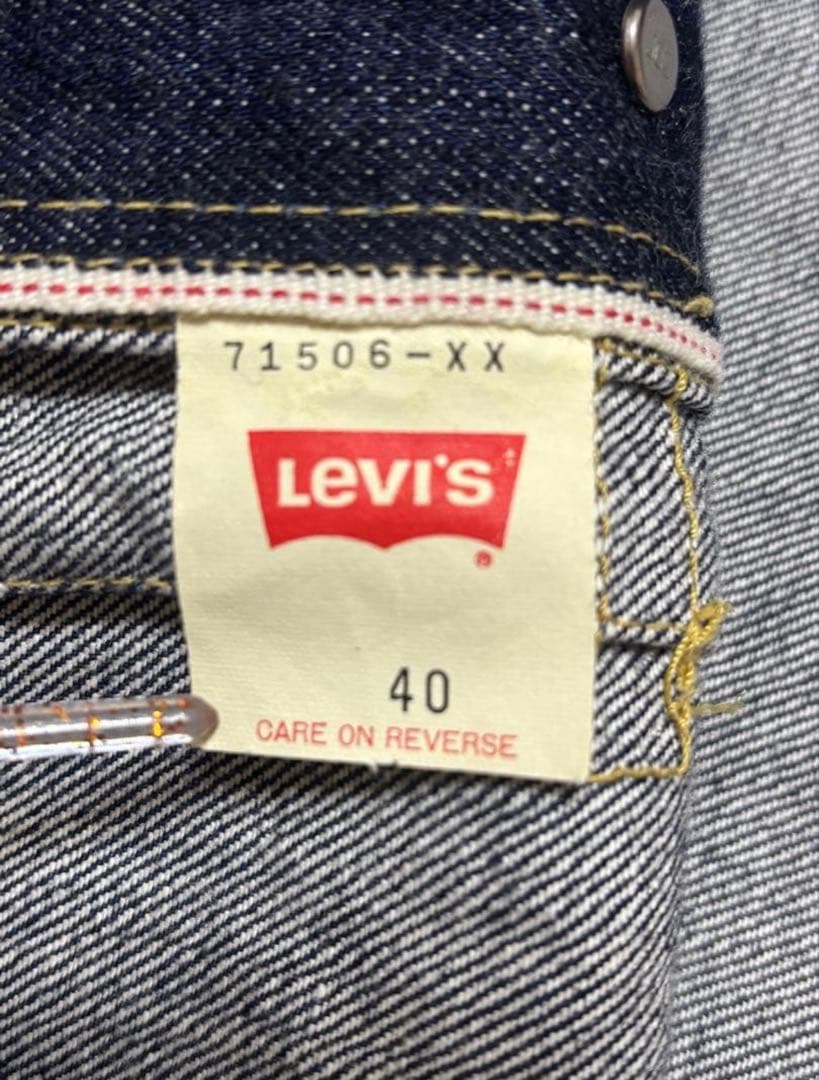 71506-XX
LEVI'S
®
40
CARE ON REVERSE